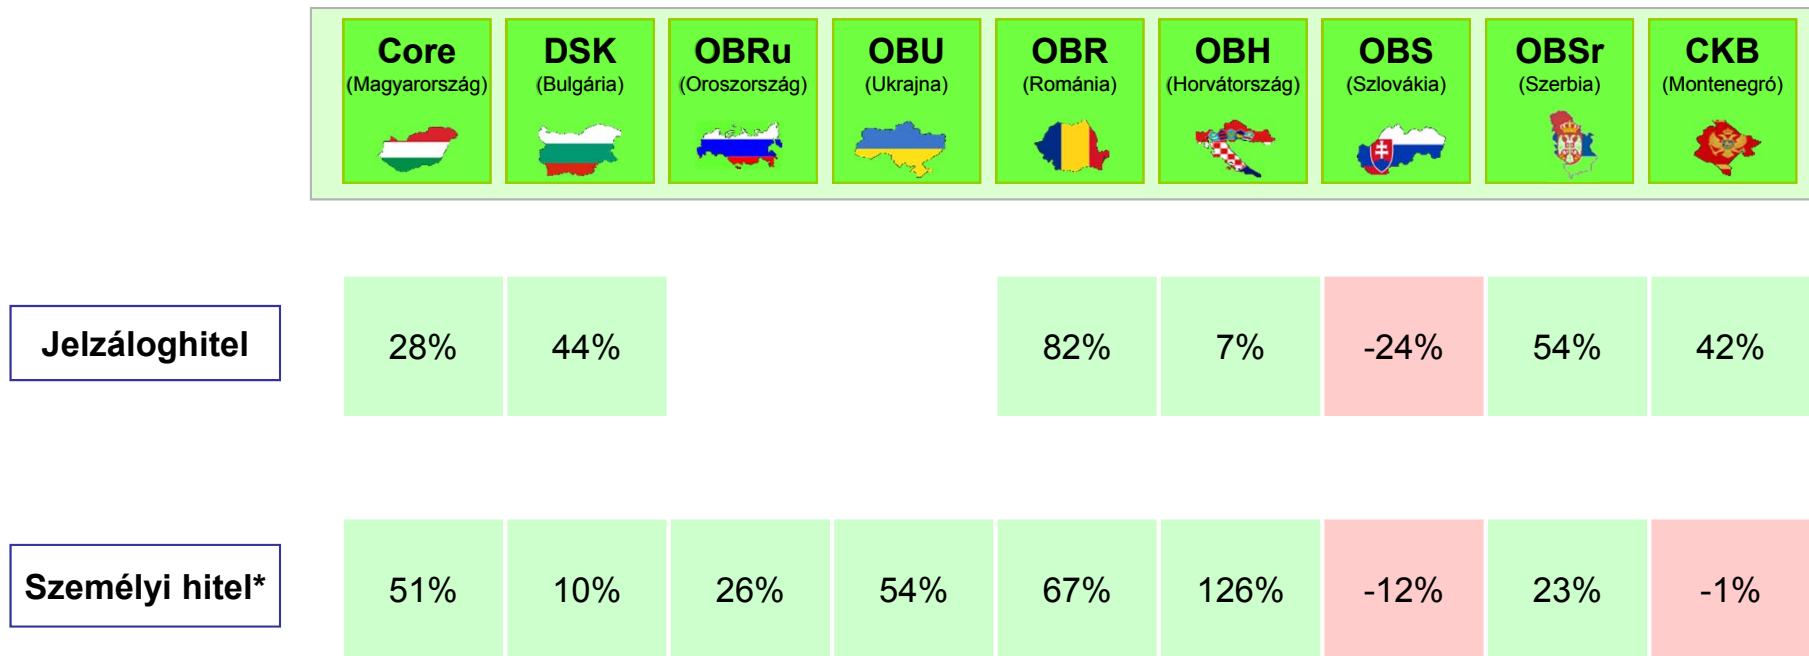 Core DSK OBRu OBU OBR OBH OBS OBSr CKB
(Magyarország) (Bulgária) (Oroszország) (Ukrajna) (Románia) (Horvátország) (Szlovákia) (Szerbia) (Montenegró)
Jelzáloghitel 28% 44% 82% 7% -24% 54% 42%
Személyi hitel* 51% 10% 26% 54% 67% 126% -12% 23% -1%